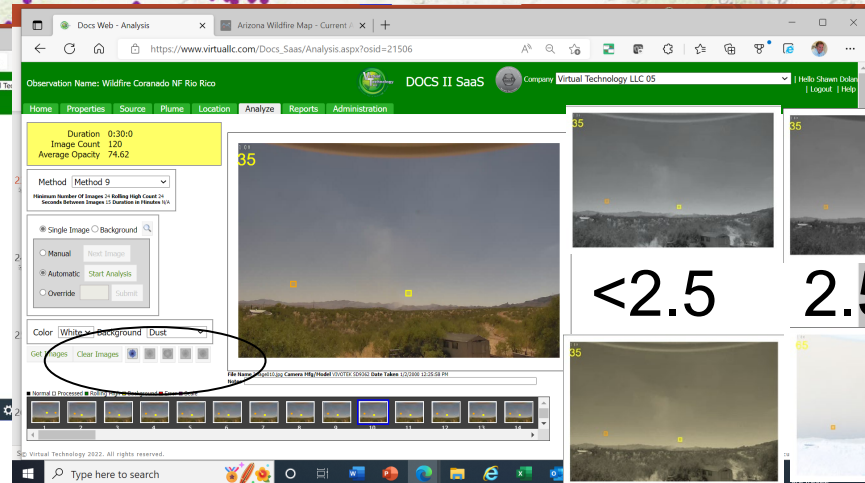 Docs Web - Analysis
Arizona Wildfire Map - Current A
https://www.virtuallc.com/Docs_Saas/Analysis.aspx?osid=21506
Observation Name: Wildfire Coranado NF Rio Rico
DOCS II SaaS
Company Virtual Technology LLC 05
Hello Shawn Dolan
| Logout | Help
Home Properties Source Plume Location Analyze Reports Administration
Duration 0:30:0
Image Count 120
Average Opacity 74.62
Method Method 9
Minimum Number Of Images 24 Rolling High Count 24
Seconds Between Images 15 Duration in Minutes N/A
Single Image Background
Manual Next Image
Automatic Start Analysis
Override Submit
Color White Background Dust
Get Images Clear Images
35
35
35
<2.5
2.5
35
65
File Name image010.jpg Camera Mfg/Model VIVOTEK SD9362 Date Taken 1/2/2000 12:25:58 PM
Notes
Normal Processed Rolling High Background Error
1 2 3 4 5 6 7 8 9 10 11 12 13 14
Virtual Technology 2022. All rights reserved.
Type here to search